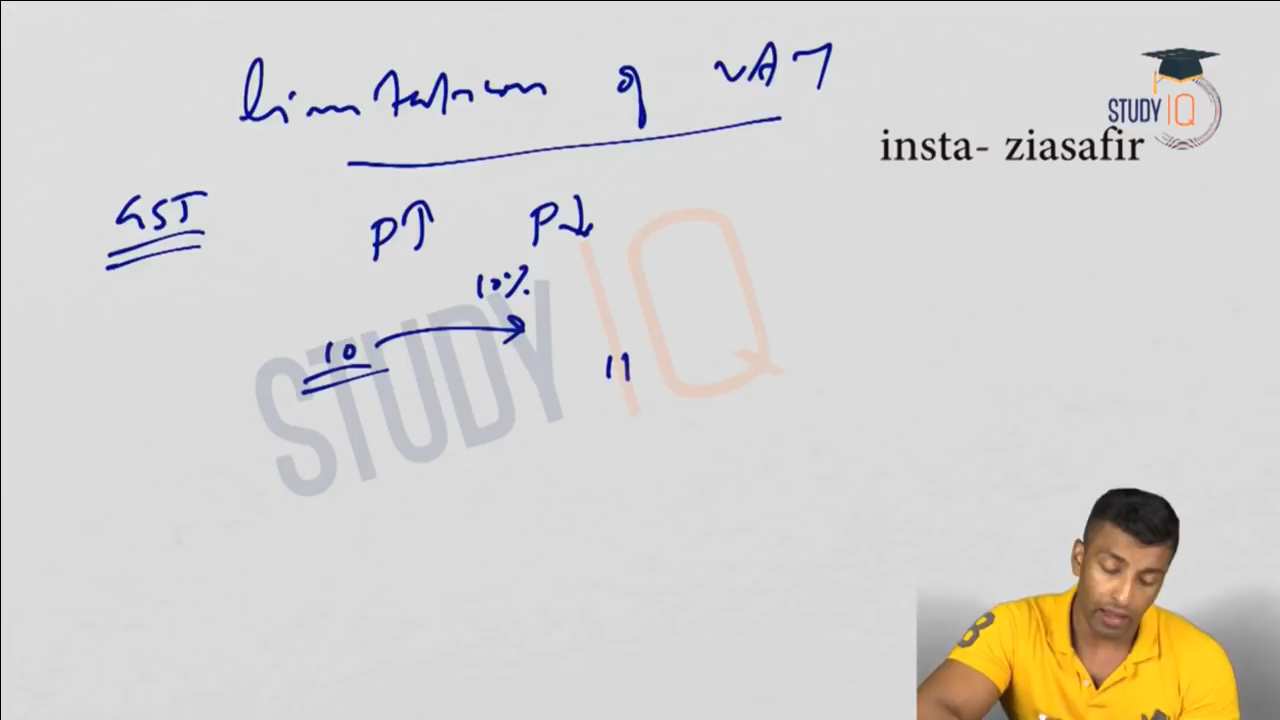 limitation of VAT
STUDY IQ
insta- ziasafir
GST
P↑ P↓
10%
10 → 11
STUDY IQ